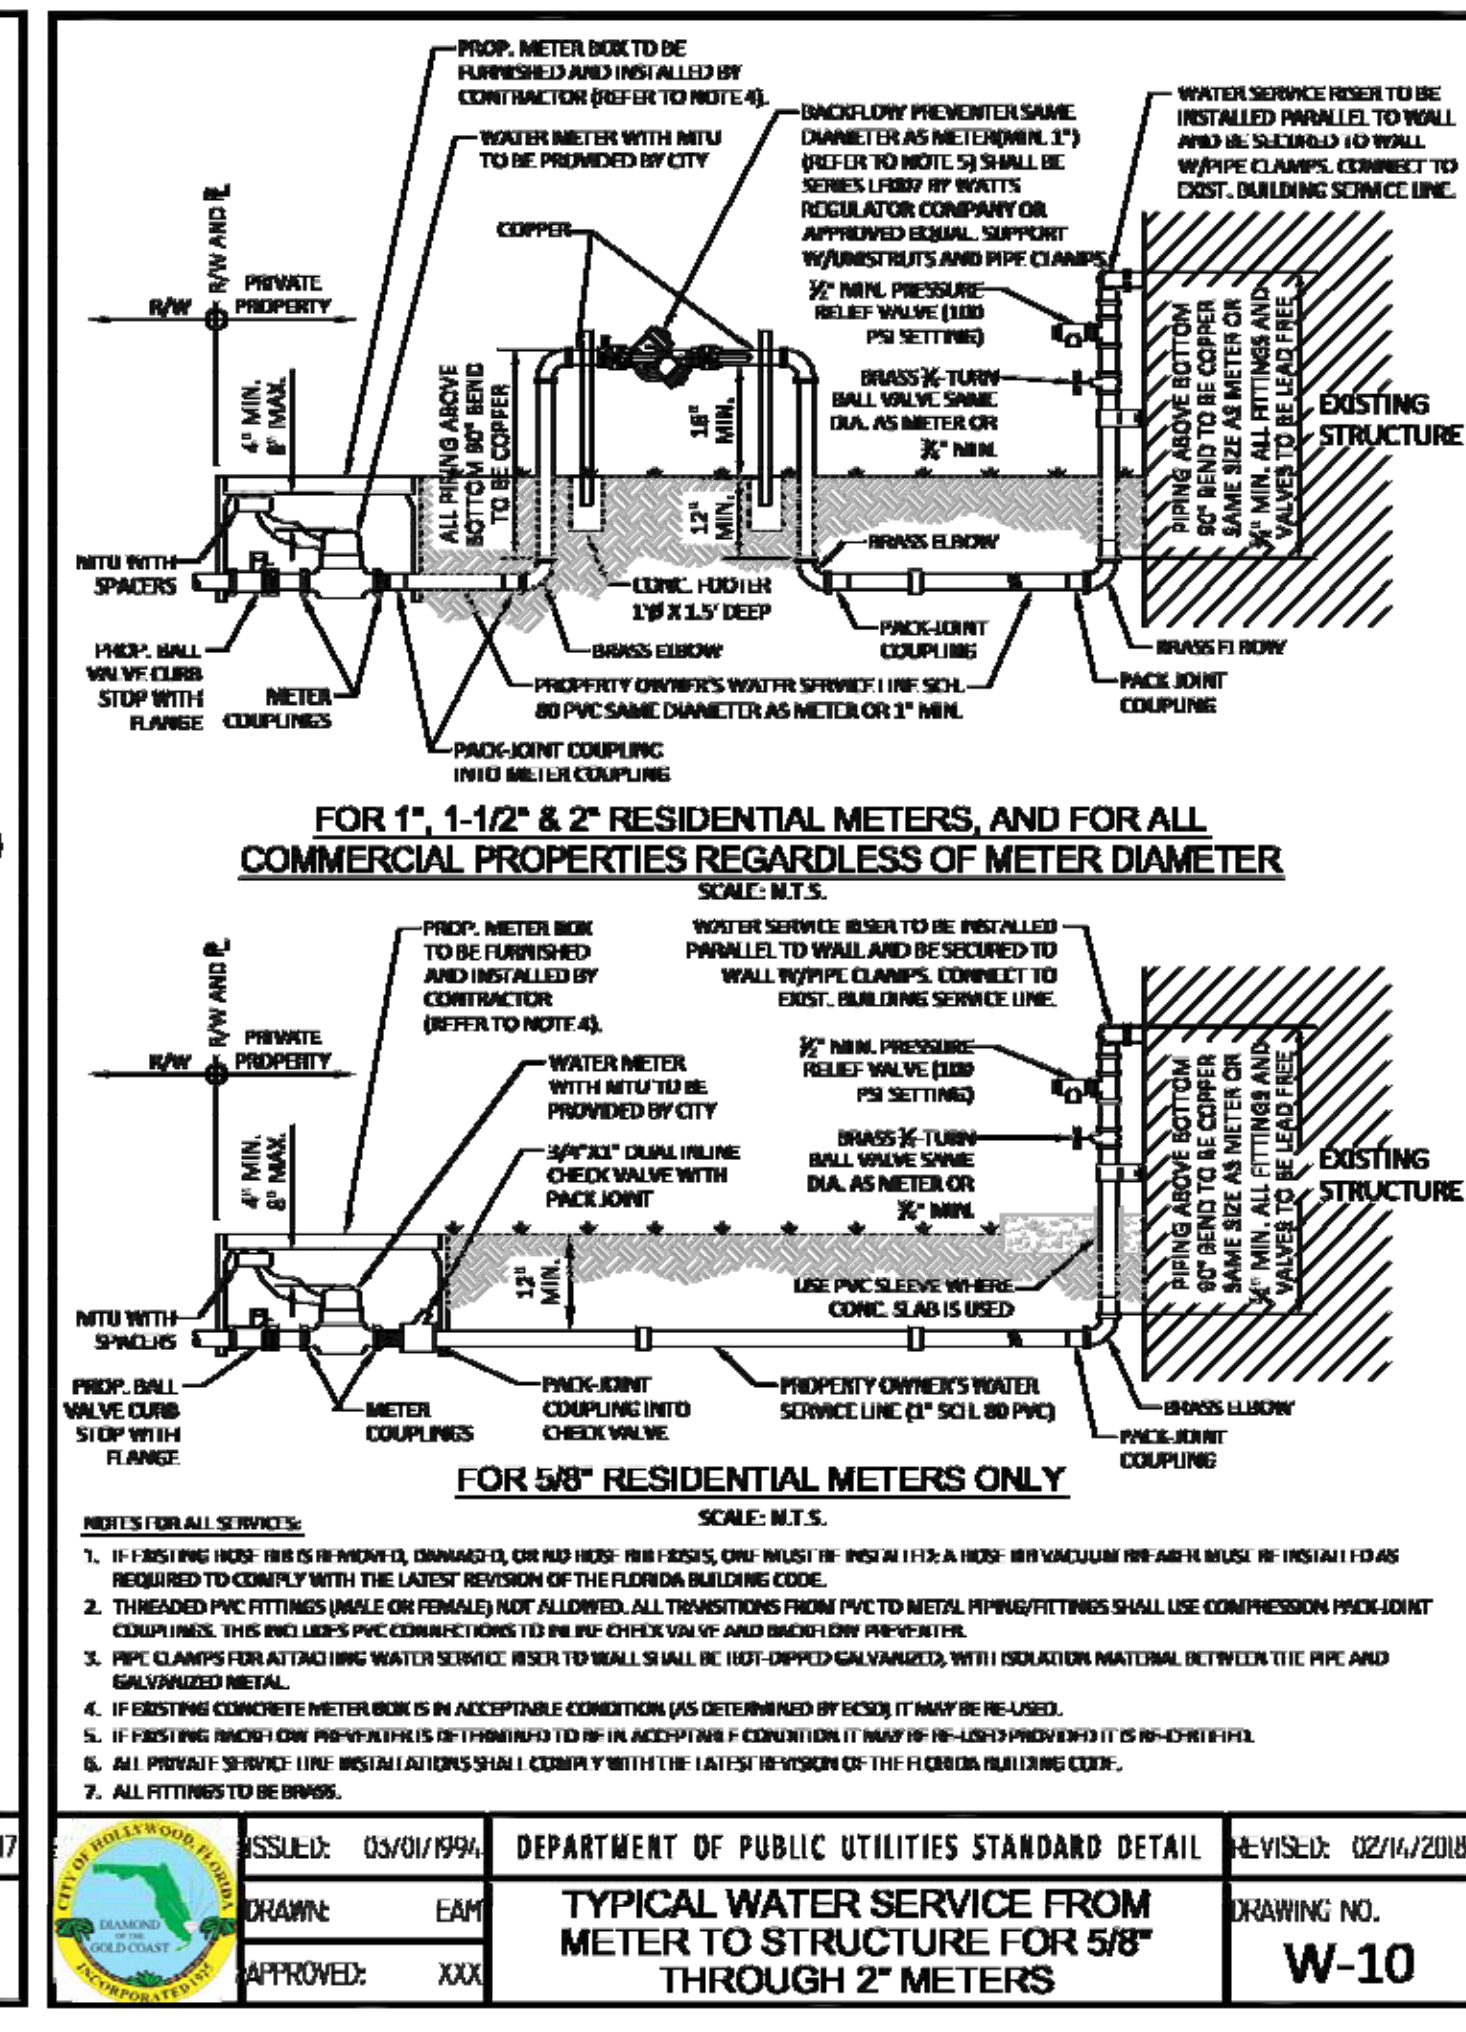 PROP. METER BOX TO BE
FURNISHED AND INSTALLED BY
CONTRACTOR (REFER TO NOTE 4).
WATER METER WITH MTU
TO BE PROVIDED BY CITY
COPPER
BACKFLOW PREVENTER SAME
DIAMETER AS METER(MIN. 1")
(REFER TO NOTE 5) SHALL BE
SERIES LF007 BY WATTS
REGULATOR COMPANY OR
APPROVED EQUAL. SUPPORT
W/UNISTRUTS AND PIPE CLAMPS.
WATER SERVICE RISER TO BE
INSTALLED PARALLEL TO WALL
AND BE SECURED TO WALL
W/PIPE CLAMPS. CONNECT TO
EXIST. BUILDING SERVICE LINE.
R/W AND PL
PRIVATE
R/W PROPERTY
4" MIN.
8" MAX.
½" MIN. PRESSURE
RELIEF VALVE (100
PSI SETTING)
BRASS ¼-TURN
BALL VALVE SAME
DIA. AS METER OR
¾" MIN.
ALL PIPING ABOVE
BOTTOM 90° BEND
TO BE COPPER
18"
MIN.
12"
MIN.
PIPING ABOVE BOTTOM
90° BEND TO BE COPPER
SAME SIZE AS METER OR
¾" MIN. ALL FITTINGS AND
VALVES TO BE LEAD FREE
EXISTING
STRUCTURE
MTU WITH
SPACERS
BRASS ELBOW
CONC. FOOTER
1'Ø X 1.5' DEEP
PROP. BALL
VALVE CURB
STOP WITH
FLANGE
METER
COUPLINGS
BRASS ELBOW
PACK-JOINT
COUPLING
BRASS ELBOW
PROPERTY OWNER'S WATER SERVICE LINE SCH.
80 PVC SAME DIAMETER AS METER OR 1" MIN.
PACK JOINT
COUPLING
PACK-JOINT COUPLING
INTO METER COUPLING
FOR 1", 1-1/2" & 2" RESIDENTIAL METERS, AND FOR ALL
COMMERCIAL PROPERTIES REGARDLESS OF METER DIAMETER
SCALE: N.T.S.
PROP. METER BOX
TO BE FURNISHED
AND INSTALLED BY
CONTRACTOR
(REFER TO NOTE 4).
WATER SERVICE RISER TO BE INSTALLED
PARALLEL TO WALL AND BE SECURED TO
WALL W/PIPE CLAMPS. CONNECT TO
EXIST. BUILDING SERVICE LINE.
R/W AND PL
PRIVATE
R/W PROPERTY
4" MIN.
8" MAX.
WATER METER
WITH MTU TO BE
PROVIDED BY CITY
3/4"X1" DUAL INLINE
CHECK VALVE WITH
PACK JOINT
½" MIN. PRESSURE
RELIEF VALVE (100
PSI SETTING)
BRASS ¼-TURN
BALL VALVE SAME
DIA. AS METER OR
¾" MIN.
12"
MIN.
USE PVC SLEEVE WHERE
CONC. SLAB IS USED
PIPING ABOVE BOTTOM
90° BEND TO BE COPPER
SAME SIZE AS METER OR
¾" MIN. ALL FITTINGS AND
VALVES TO BE LEAD FREE
EXISTING
STRUCTURE
MTU WITH
SPACERS
PROP. BALL
VALVE CURB
STOP WITH
FLANGE
METER
COUPLINGS
PACK-JOINT
COUPLING INTO
CHECK VALVE
PROPERTY OWNER'S WATER
SERVICE LINE (1" SCH. 80 PVC)
BRASS ELBOW
PACK-JOINT
COUPLING
FOR 5/8" RESIDENTIAL METERS ONLY
SCALE: N.T.S.
NOTES FOR ALL SERVICES:
1. IF EXISTING HOSE BIB IS REMOVED, DAMAGED, OR NO HOSE BIB EXISTS, ONE MUST BE INSTALLED; A HOSE BIB VACUUM BREAKER MUST BE INSTALLED AS
REQUIRED TO COMPLY WITH THE LATEST REVISION OF THE FLORIDA BUILDING CODE.
2. THREADED PVC FITTINGS (MALE OR FEMALE) NOT ALLOWED. ALL TRANSITIONS FROM PVC TO METAL PIPING/FITTINGS SHALL USE COMPRESSION PACK-JOINT
COUPLINGS. THIS INCLUDES PVC CONNECTIONS TO INLINE CHECK VALVE AND BACKFLOW PREVENTER.
3. PIPE CLAMPS FOR ATTACHING WATER SERVICE RISER TO WALL SHALL BE HOT-DIPPED GALVANIZED, WITH ISOLATION MATERIAL BETWEEN THE PIPE AND
GALVANIZED METAL.
4. IF EXISTING CONCRETE METER BOX IS IN ACCEPTABLE CONDITION (AS DETERMINED BY ECSD) IT MAY BE RE-USED.
5. IF EXISTING BACKFLOW PREVENTER IS DETERMINED TO BE IN ACCEPTABLE CONDITION IT MAY BE RE-USED PROVIDED IT IS RE-CERTIFIED.
6. ALL PRIVATE SERVICE LINE INSTALLATIONS SHALL COMPLY WITH THE LATEST REVISION OF THE FLORIDA BUILDING CODE.
7. ALL FITTINGS TO BE BRASS.
17
CITY OF HOLLYWOOD, FLORIDA
DIAMOND
OF THE
GOLD COAST
INCORPORATED 1925
ISSUED: 03/01/1994
DEPARTMENT OF PUBLIC UTILITIES STANDARD DETAIL
REVISED: 02/14/2018
DRAWN: EAM
APPROVED: XXX
TYPICAL WATER SERVICE FROM
METER TO STRUCTURE FOR 5/8"
THROUGH 2" METERS
DRAWING NO.
W-10